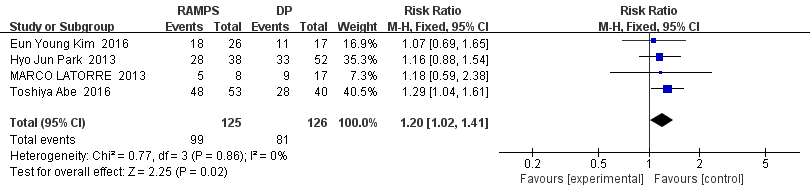 RAMPS DP Risk Ratio Risk Ratio
Study or Subgroup Events Total Events Total Weight M-H, Fixed, 95% CI M-H, Fixed, 95% CI
Eun Young Kim 2016 18 26 11 17 16.9% 1.07 [0.69, 1.65]
Hyo Jun Park 2013 28 38 33 52 35.3% 1.16 [0.88, 1.54]
MARCO LATORRE 2013 5 8 9 17 7.3% 1.18 [0.59, 2.38]
Toshiya Abe 2016 48 53 28 40 40.5% 1.29 [1.04, 1.61]
Total (95% CI) 125 126 100.0% 1.20 [1.02, 1.41]
Total events 99 81
Heterogeneity: Chi² = 0.77, df = 3 (P = 0.86); I² = 0%
Test for overall effect: Z = 2.25 (P = 0.02)
0.2 0.5 1 2 5
Favours [experimental] Favours [control]